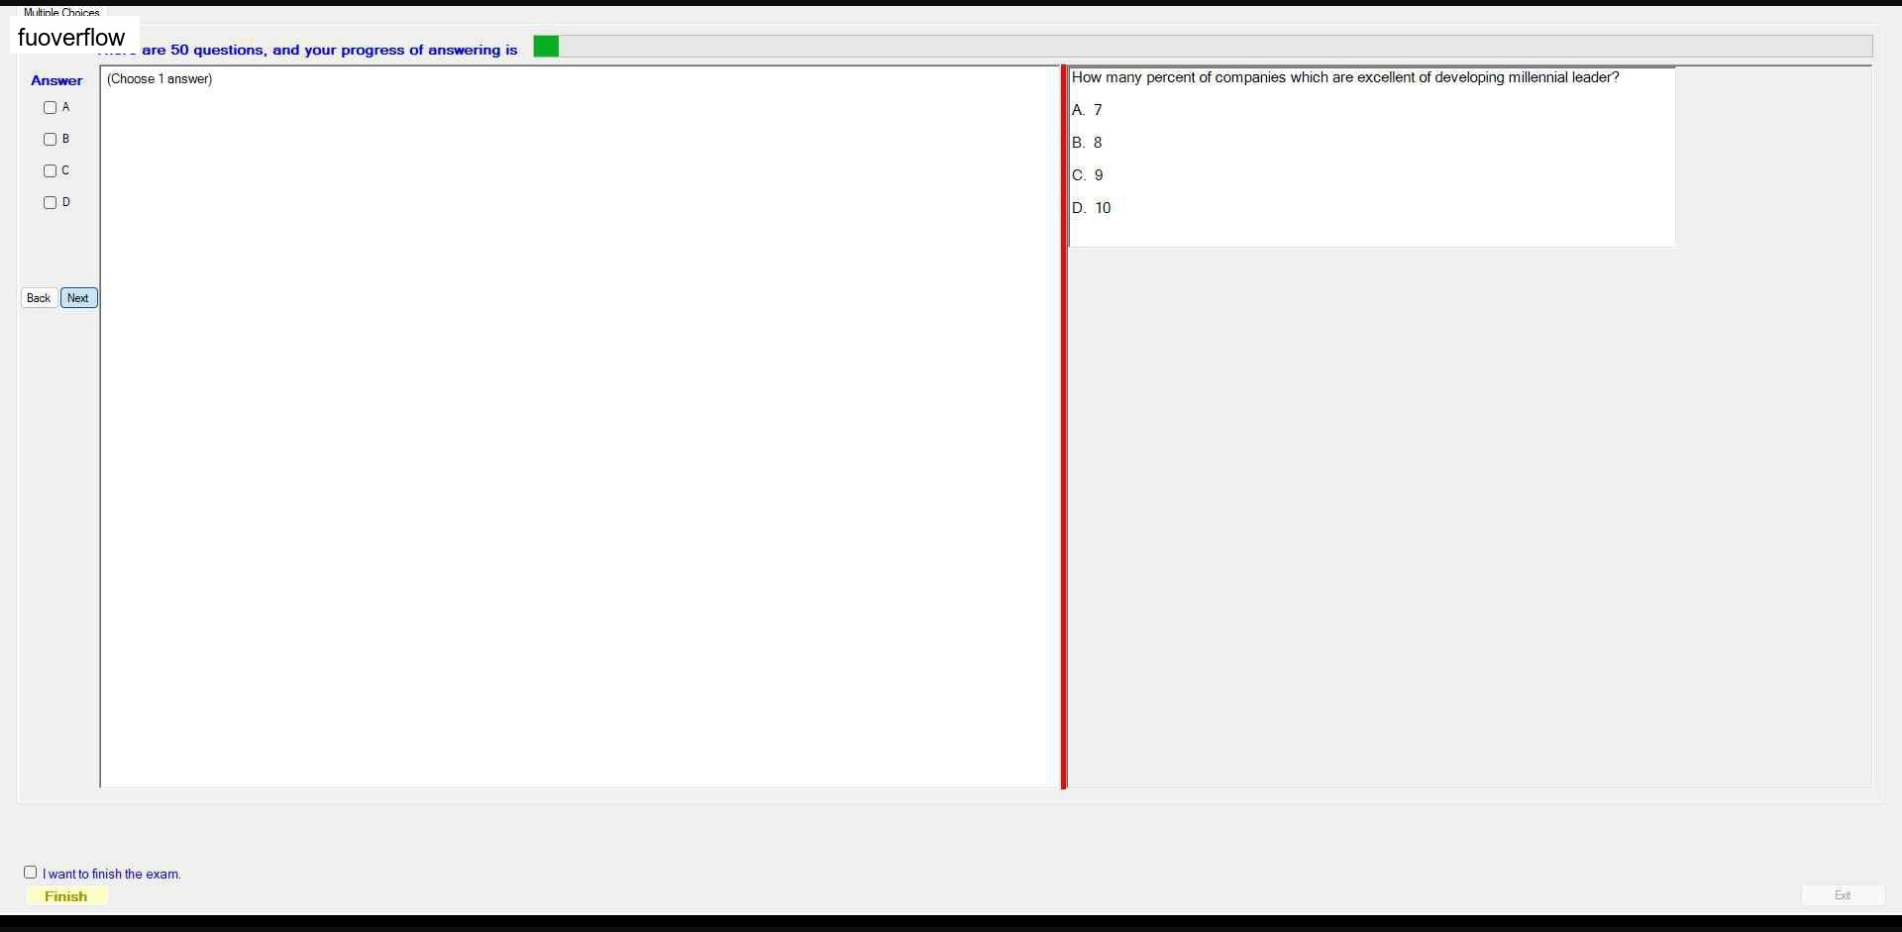 Multiple Choices
fuoverflow
are 50 questions, and your progress of answering is
Answer
(Choose 1 answer)
A
B
C
D
Back
Next
How many percent of companies which are excellent of developing millennial leader?
A. 7
B. 8
C. 9
D. 10
I want to finish the exam.
Finish
Exit